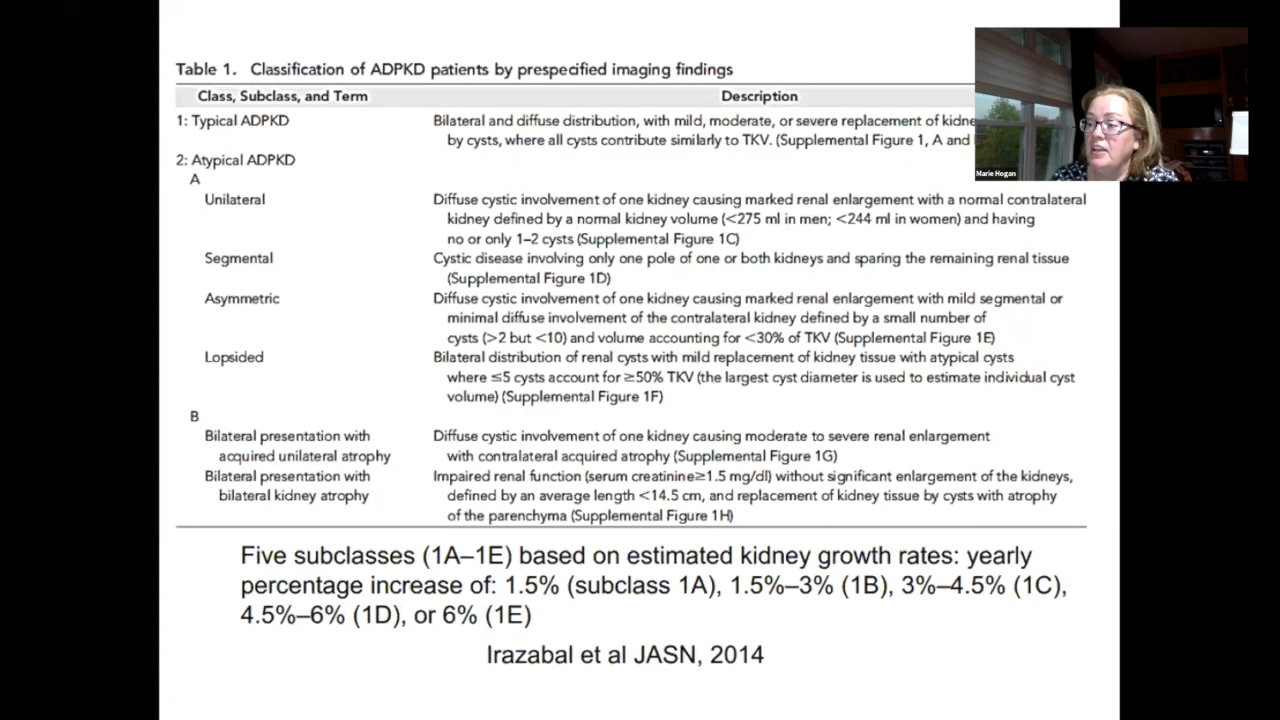 Table 1. Classification of ADPKD patients by prespecified imaging findings
Class, Subclass, and Term Description
1: Typical ADPKD Bilateral and diffuse distribution, with mild, moderate, or severe replacement of
by cysts, where all cysts contribute similarly to TKV. (Supplemental Figure 1, A and
2: Atypical ADPKD
A
Unilateral Diffuse cystic involvement of one kidney causing marked renal enlargement with a normal contralateral
kidney defined by a normal kidney volume (<275 ml in men; <244 ml in women) and having
no or only 1–2 cysts (Supplemental Figure 1C)
Segmental Cystic disease involving only one pole of one or both kidneys and sparing the remaining renal tissue
(Supplemental Figure 1D)
Asymmetric Diffuse cystic involvement of one kidney causing marked renal enlargement with mild segmental or
minimal diffuse involvement of the contralateral kidney defined by a small number of
cysts (>2 but <10) and volume accounting for <30% of TKV (Supplemental Figure 1E)
Lopsided Bilateral distribution of renal cysts with mild replacement of kidney tissue with atypical cysts
where ≤5 cysts account for ≥50% TKV (the largest cyst diameter is used to estimate individual cyst
volume) (Supplemental Figure 1F)
B
Bilateral presentation with Diffuse cystic involvement of one kidney causing moderate to severe renal enlargement
acquired unilateral atrophy with contralateral acquired atrophy (Supplemental Figure 1G)
Bilateral presentation with Impaired renal function (serum creatinine≥1.5 mg/dl) without significant enlargement of the kidneys,
bilateral kidney atrophy defined by an average length <14.5 cm, and replacement of kidney tissue by cysts with atrophy
of the parenchyma (Supplemental Figure 1H)
Five subclasses (1A–1E) based on estimated kidney growth rates: yearly
percentage increase of: 1.5% (subclass 1A), 1.5%–3% (1B), 3%–4.5% (1C),
4.5%–6% (1D), or 6% (1E)
Irazabal et al JASN, 2014
Marie Hogan